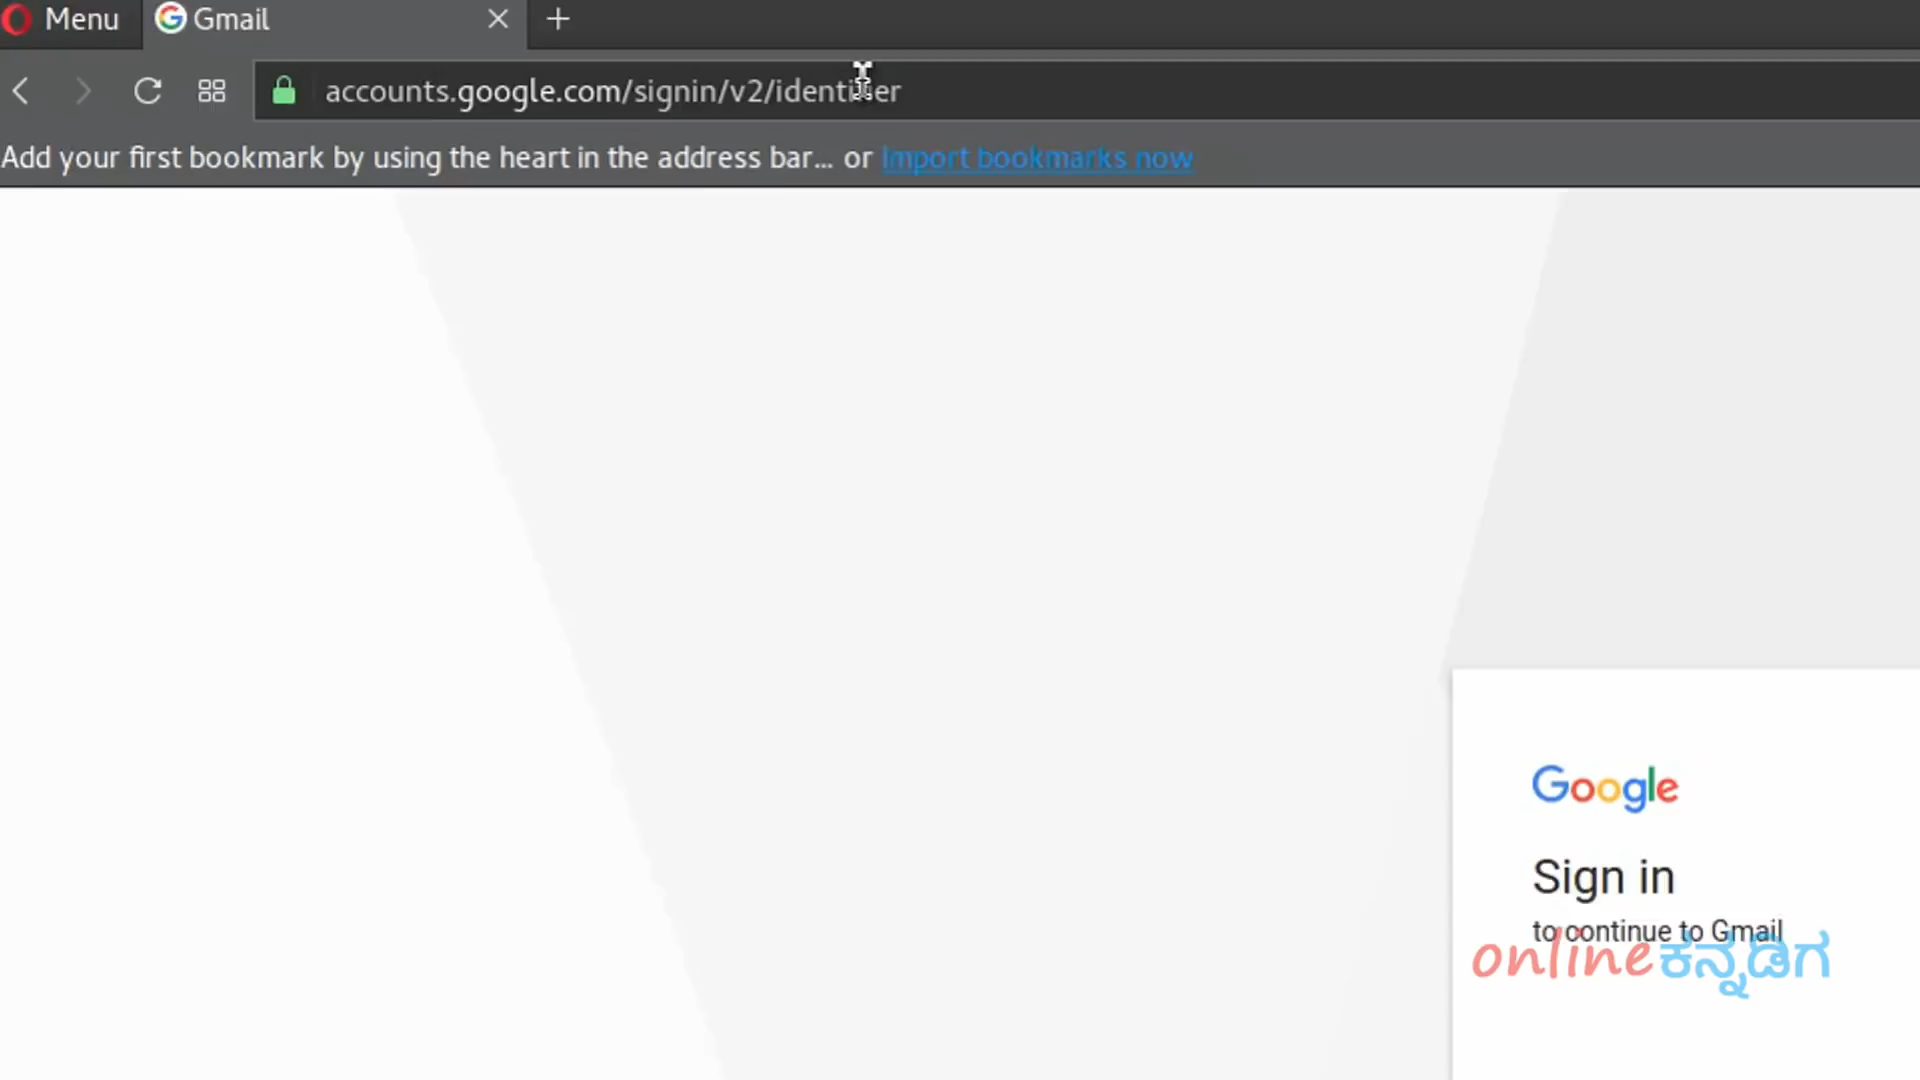 Menu
Gmail
accounts.google.com/signin/v2/identifier
Add your first bookmark by using the heart in the address bar... or Import bookmarks now
Google
Sign in
to continue to Gmail
onlineಕನ್ನಡಿಗ